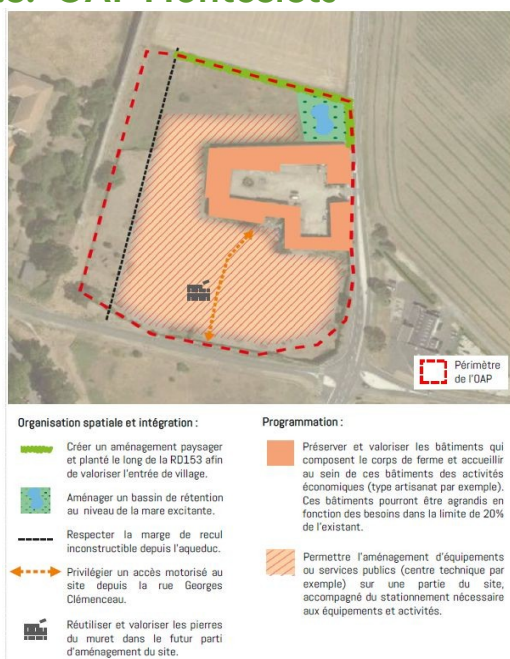 Périmètre
de l'OAP
Organisation spatiale et intégration :
Créer un aménagement paysager
et planté le long de la RD153 afin
de valoriser l'entrée de village.
Aménager un bassin de rétention
au niveau de la mare excitante.
Respecter la marge de recul
inconstructible depuis l'aqueduc.
Privilégier un accès motorisé au
site depuis la rue Georges
Clémenceau.
Réutiliser et valoriser les pierres
du muret dans le futur parti
d'aménagement du site.
Programmation :
Préserver et valoriser les bâtiments qui
composent le corps de ferme et accueillir
au sein de ces bâtiments des activités
économiques (type artisanat par exemple).
Ces bâtiments pourront être agrandis en
fonction des besoins dans la limite de 20%
de l'existant.
Permettre l'aménagement d'équipements
ou services publics (centre technique par
exemple) sur une partie du site,
accompagné du stationnement nécessaire
aux équipements et activités.